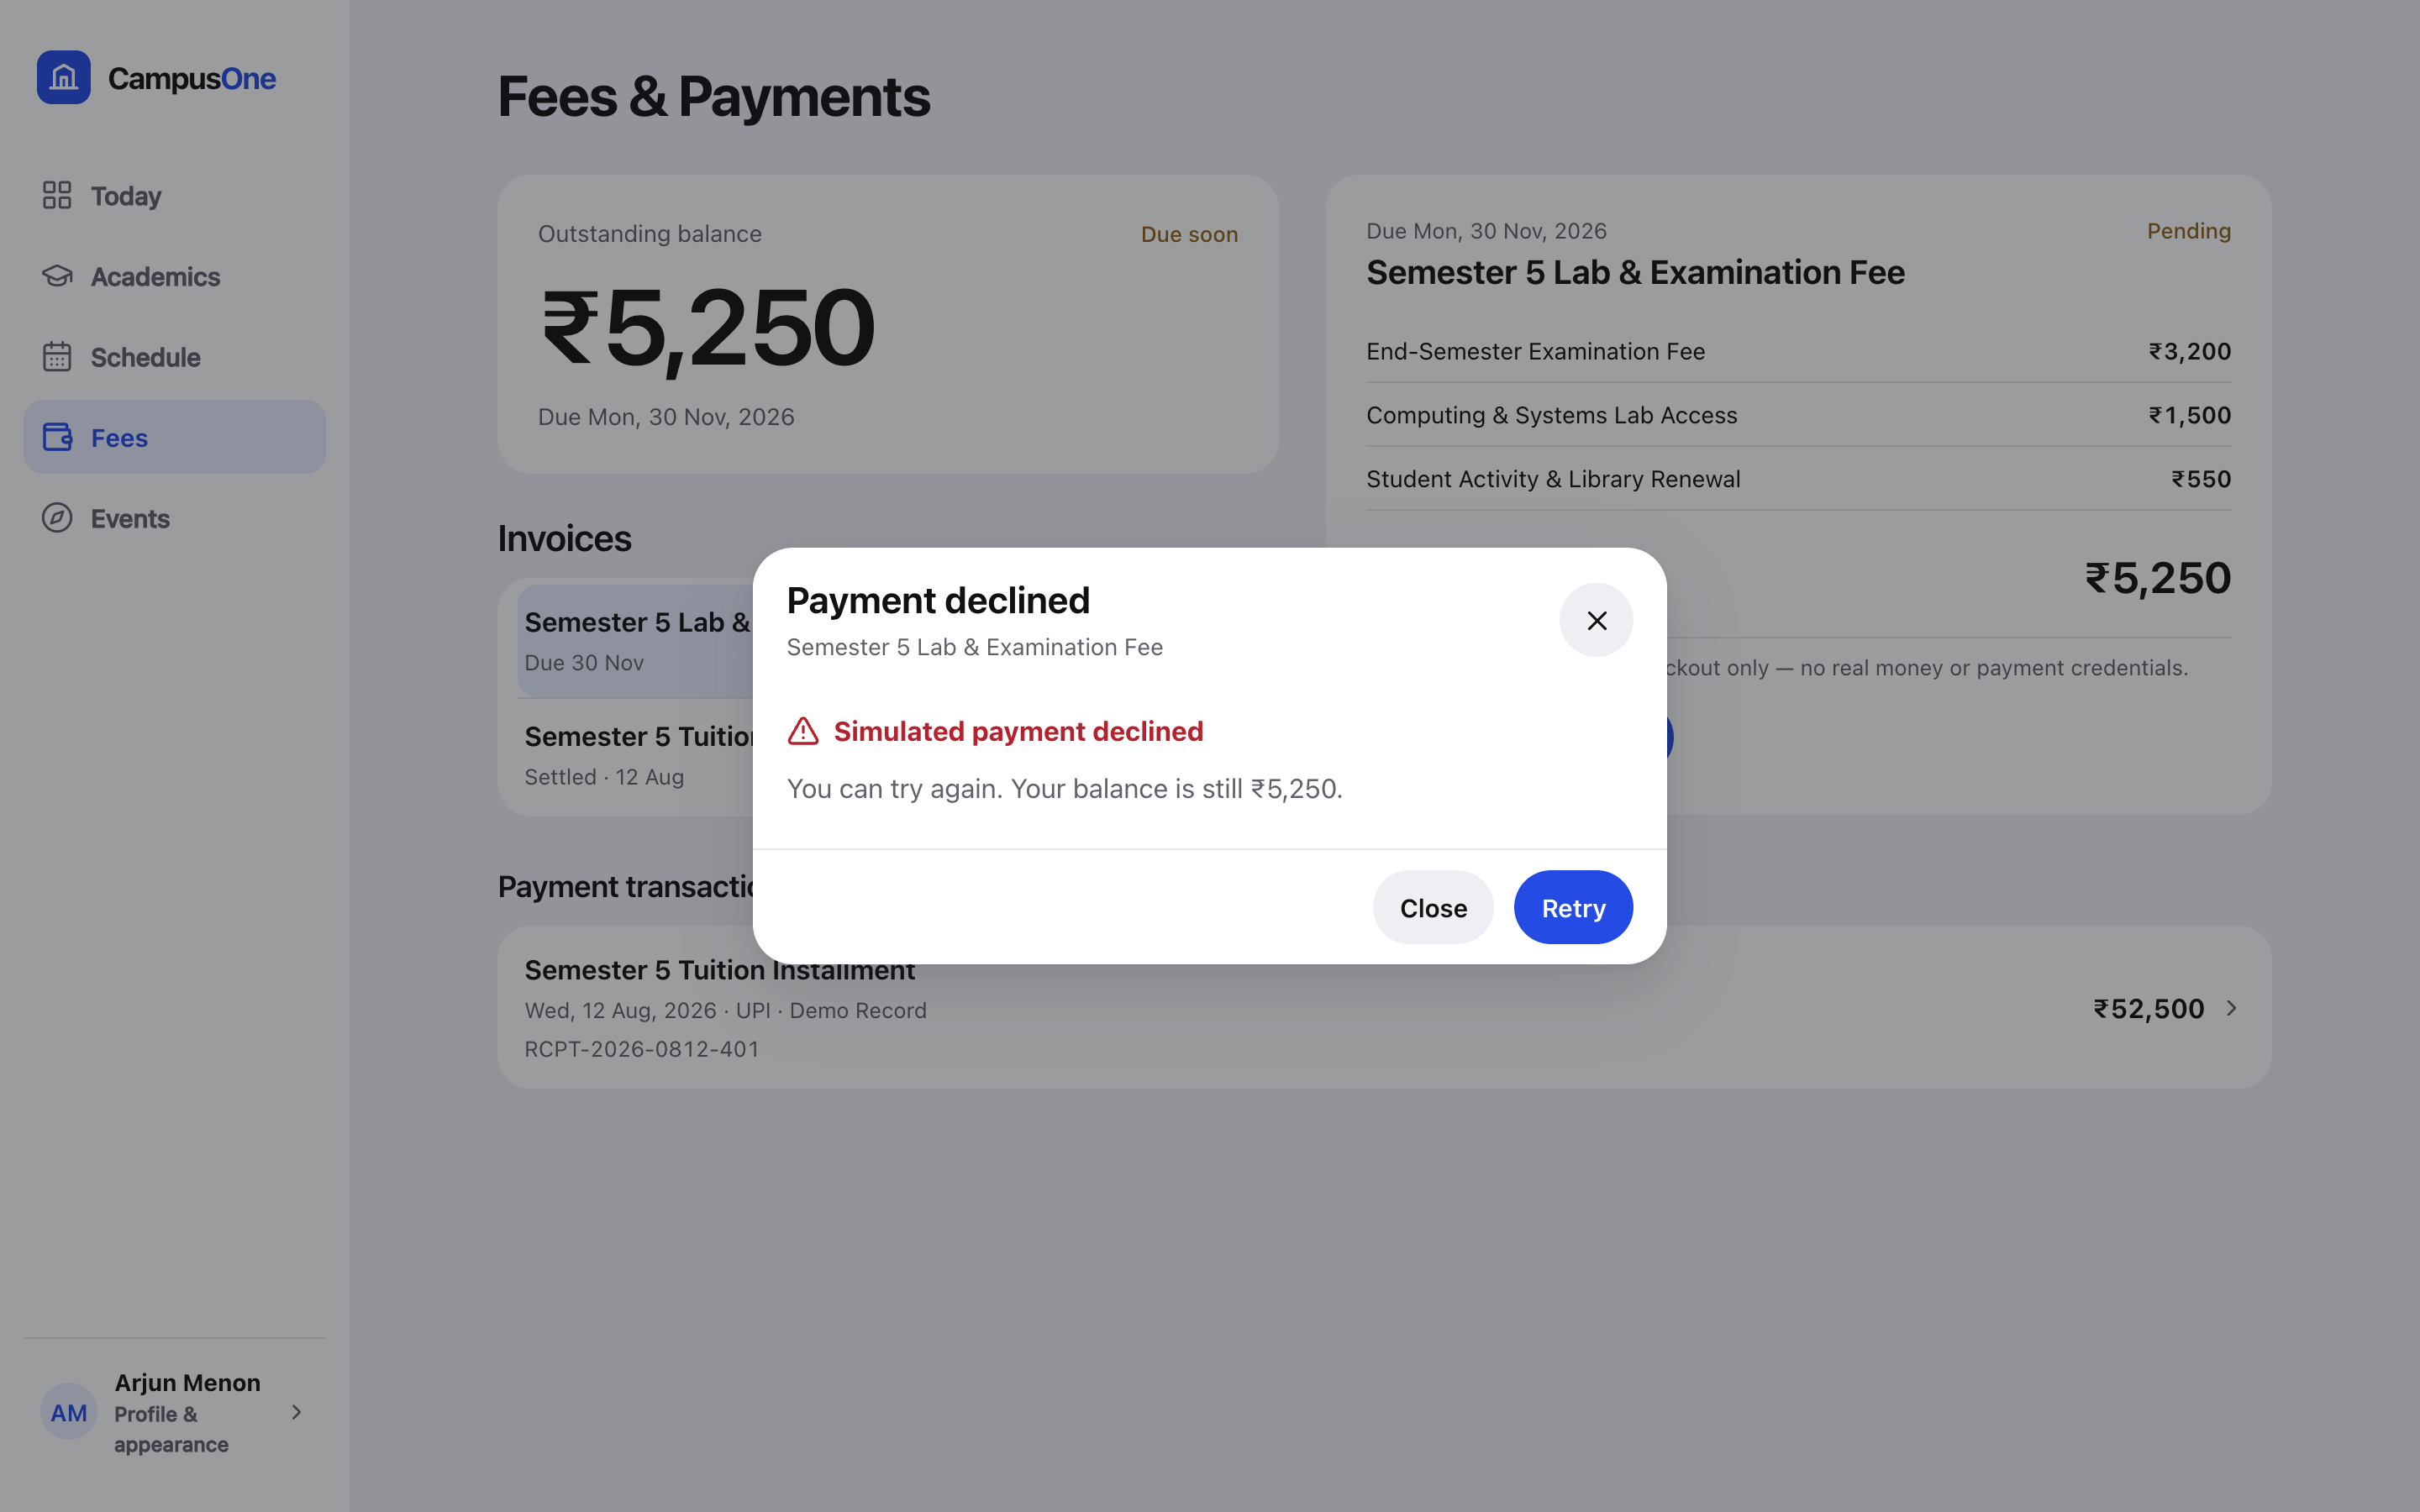 CampusOne
Today
Academics
Schedule
Fees
Events
Arjun Menon
Profile &
appearance
AM
Fees & Payments
Outstanding balance
Due soon
₹5,250
Due Mon, 30 Nov, 2026
Invoices
Semester 5 Lab &
Due 30 Nov
Semester 5
Settled · 12 Aug
Due Mon, 30 Nov, 2026
Pending
Semester 5 Lab & Examination Fee
End-Semester Examination Fee
₹3,200
Computing & Systems Lab Access
₹1,500
Student Activity & Library Renewal
₹550
₹5,250
only — no real money or payment credentials.
Payment declined
Semester 5 Lab & Examination Fee
Simulated payment declined
You can try again. Your balance is still ₹5,250.
Close
Retry
Payment
Semester 5 Tuition Installment
Wed, 12 Aug, 2026 · UPI · Demo Record
RCPT-2026-0812-401
₹52,500